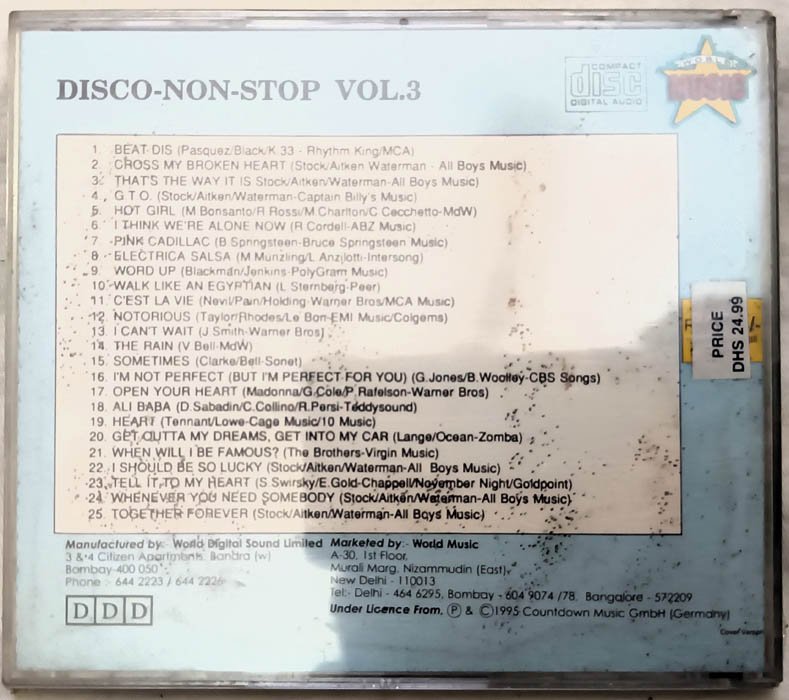 DISCO-NON-STOP VOL.3
COMPACT
disc
DIGITAL AUDIO
WORLD
MUSIC
1. BEAT DIS (Pasquez/Black/K 33 - Rhythm King/MCA)
2. CROSS MY BROKEN HEART (Stock/Aitken Waterman - All Boys Music)
3. THAT'S THE WAY IT IS Stock/Aitken/Waterman-All Boys Music)
4. G T O. (Stock/Aitken/Waterman-Captain Billy's Music)
5. HOT GIRL (M Bonsanto/R Rossi/M Charlton/C Cecchetto-MdW)
6. I THINK WE'RE ALONE NOW (R Cordell-ABZ Music)
7. PINK CADILLAC (B Springsteen-Bruce Springsteen Music)
8. ELECTRICA SALSA (M Munzling/L Anzilotti-Intersong)
9. WORD UP (Blackman/Jenkins-PolyGram Music)
10. WALK LIKE AN EGYPTIAN (L Sternberg-Peer)
11. C'EST LA VIE (Nevil/Pain/Holding-Warner Bros/MCA Music)
12. NOTORIOUS (Taylor/Rhodes/Le Bon-EMI Music/Colgems)
13. I CAN'T WAIT (J Smith-Warner Bros)
14. THE RAIN (V Bell-MdW)
15. SOMETIMES (Clarke/Bell-Sonet)
16. I'M NOT PERFECT (BUT I'M PERFECT FOR YOU) (G.Jones/B.Woolley-CBS Songs)
17. OPEN YOUR HEART (Madonna/G.Cole/P. Rafelson-Warner Bros)
18. ALI BABA (D.Sabadin/C.Collino/R.Persi-Teddysound)
19. HEART (Tennant/Lowe-Cage Music/10 Music)
20. GET OUTTA MY DREAMS, GET INTO MY CAR (Lange/Ocean-Zomba)
21. WHEN WILL I BE FAMOUS? (The Brothers-Virgin Music)
22. I SHOULD BE SO LUCKY (Stock/Aitken/Waterman-All Boys Music)
23. TELL IT TO MY HEART (S Swirsky/E.Gold-Chappell/November Night/Goldpoint)
24. WHENEVER YOU NEED SOMEBODY (Stock/Aitken/Waterman-All Boys Music)
25. TOGETHER FOREVER (Stock/Aitken/Waterman-All Boys Music)
PRICE
DHS 24.99
Manufactured by: World Digital Sound Limited
3 & 4 Citizen Apartments, Bandra (w)
Bombay-400 050
Phone : 644 2223 / 644 2226
DDD
Marketed by: World Music
A-30, 1st Floor,
Murali Marg, Nizammudin (East),
New Delhi - 110013
Tel:- Delhi - 464 6295, Bombay - 604 9074 /78, Bangalore - 572209
Under Licence From, Ⓟ & ©1995 Countdown Music GmbH (Germany)
Cover